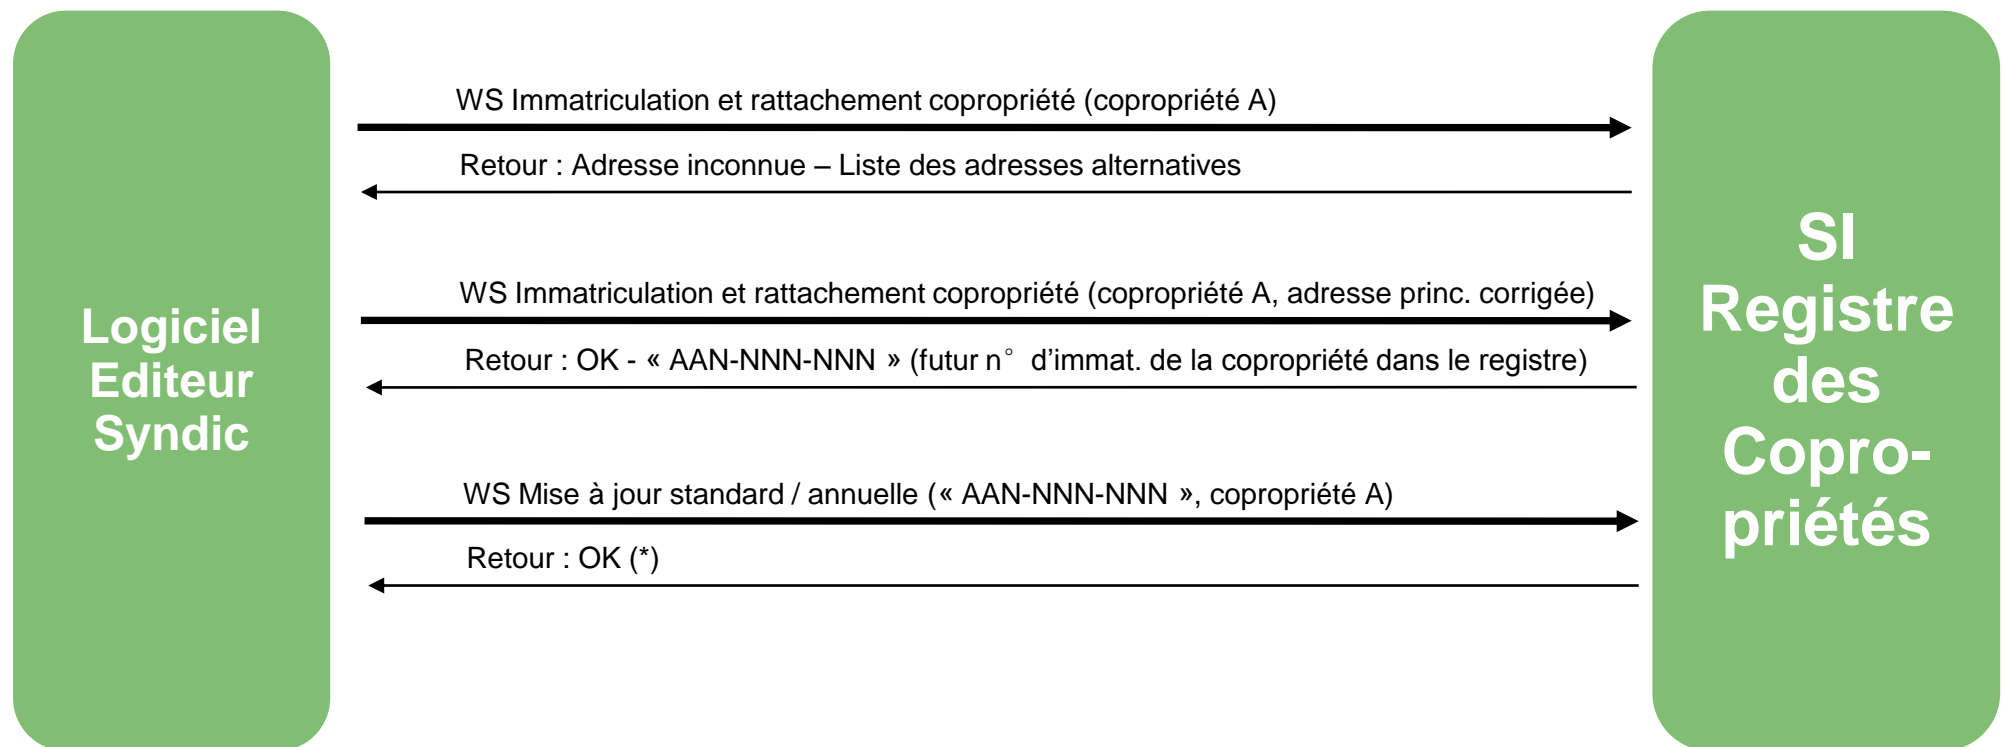 Logiciel
Editeur
Syndic
WS Immatriculation et rattachement copropriété (copropriété A)
Retour : Adresse inconnue – Liste des adresses alternatives
WS Immatriculation et rattachement copropriété (copropriété A, adresse princ. corrigée)
Retour : OK - « AAN-NNN-NNN » (futur n° d’immat. de la copropriété dans le registre)
WS Mise à jour standard / annuelle (« AAN-NNN-NNN », copropriété A)
Retour : OK (*)
SI
Registre
des
Copro-
priétés